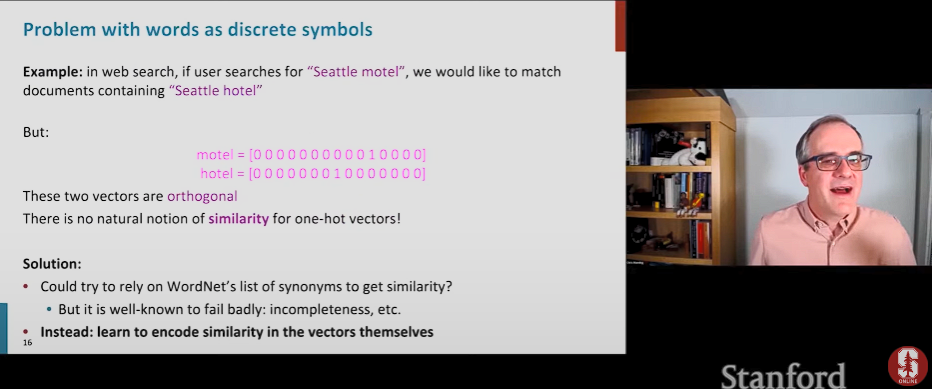 Problem with words as discrete symbols
Example: in web search, if user searches for “Seattle motel”, we would like to match
documents containing “Seattle hotel”
But:
motel = [0 0 0 0 0 0 0 0 0 0 1 0 0 0 0]
hotel = [0 0 0 0 0 0 0 1 0 0 0 0 0 0 0]
These two vectors are orthogonal
There is no natural notion of similarity for one-hot vectors!
Solution:
• Could try to rely on WordNet’s list of synonyms to get similarity?
• But it is well-known to fail badly: incompleteness, etc.
• Instead: learn to encode similarity in the vectors themselves
16
Stanford
S
ONLINE